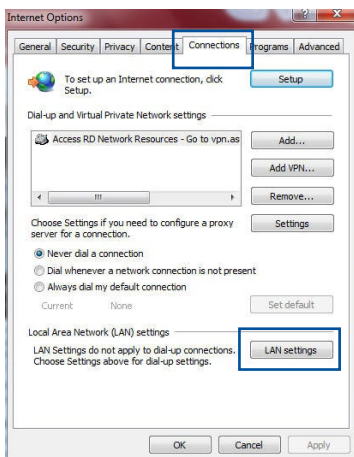 Internet Options
General Security Privacy Content Connections Programs Advanced
To set up an Internet connection, click
Setup.
Setup
Dial-up and Virtual Private Network settings
Access RD Network Resources - Go to vpn.as
Add...
Add VPN...
Remove...
Choose Settings if you need to configure a proxy
server for a connection.
Settings
Never dial a connection
Dial whenever a network connection is not present
Always dial my default connection
Current None
Set default
Local Area Network (LAN) settings
LAN Settings do not apply to dial-up connections.
Choose Settings above for dial-up settings.
LAN settings
OK Cancel Apply